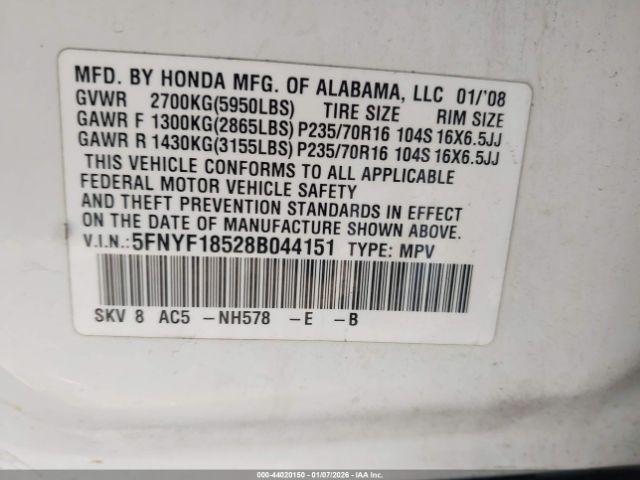 MFD. BY HONDA MFG. OF ALABAMA, LLC 01/'08
GVWR 2700KG(5950LBS) TIRE SIZE RIM SIZE
GAWR F 1300KG(2865LBS) P235/70R16 104S 16X6.5JJ
GAWR R 1430KG(3155LBS) P235/70R16 104S 16X6.5JJ
THIS VEHICLE CONFORMS TO ALL APPLICABLE
FEDERAL MOTOR VEHICLE SAFETY
AND THEFT PREVENTION STANDARDS IN EFFECT
ON THE DATE OF MANUFACTURE SHOWN ABOVE.
V.I.N.: 5FNYF18528B044151 TYPE: MPV
SKV 8 AC5 -NH578 -E -B
000-44020150 - 01/07/2026 - IAAI.COM